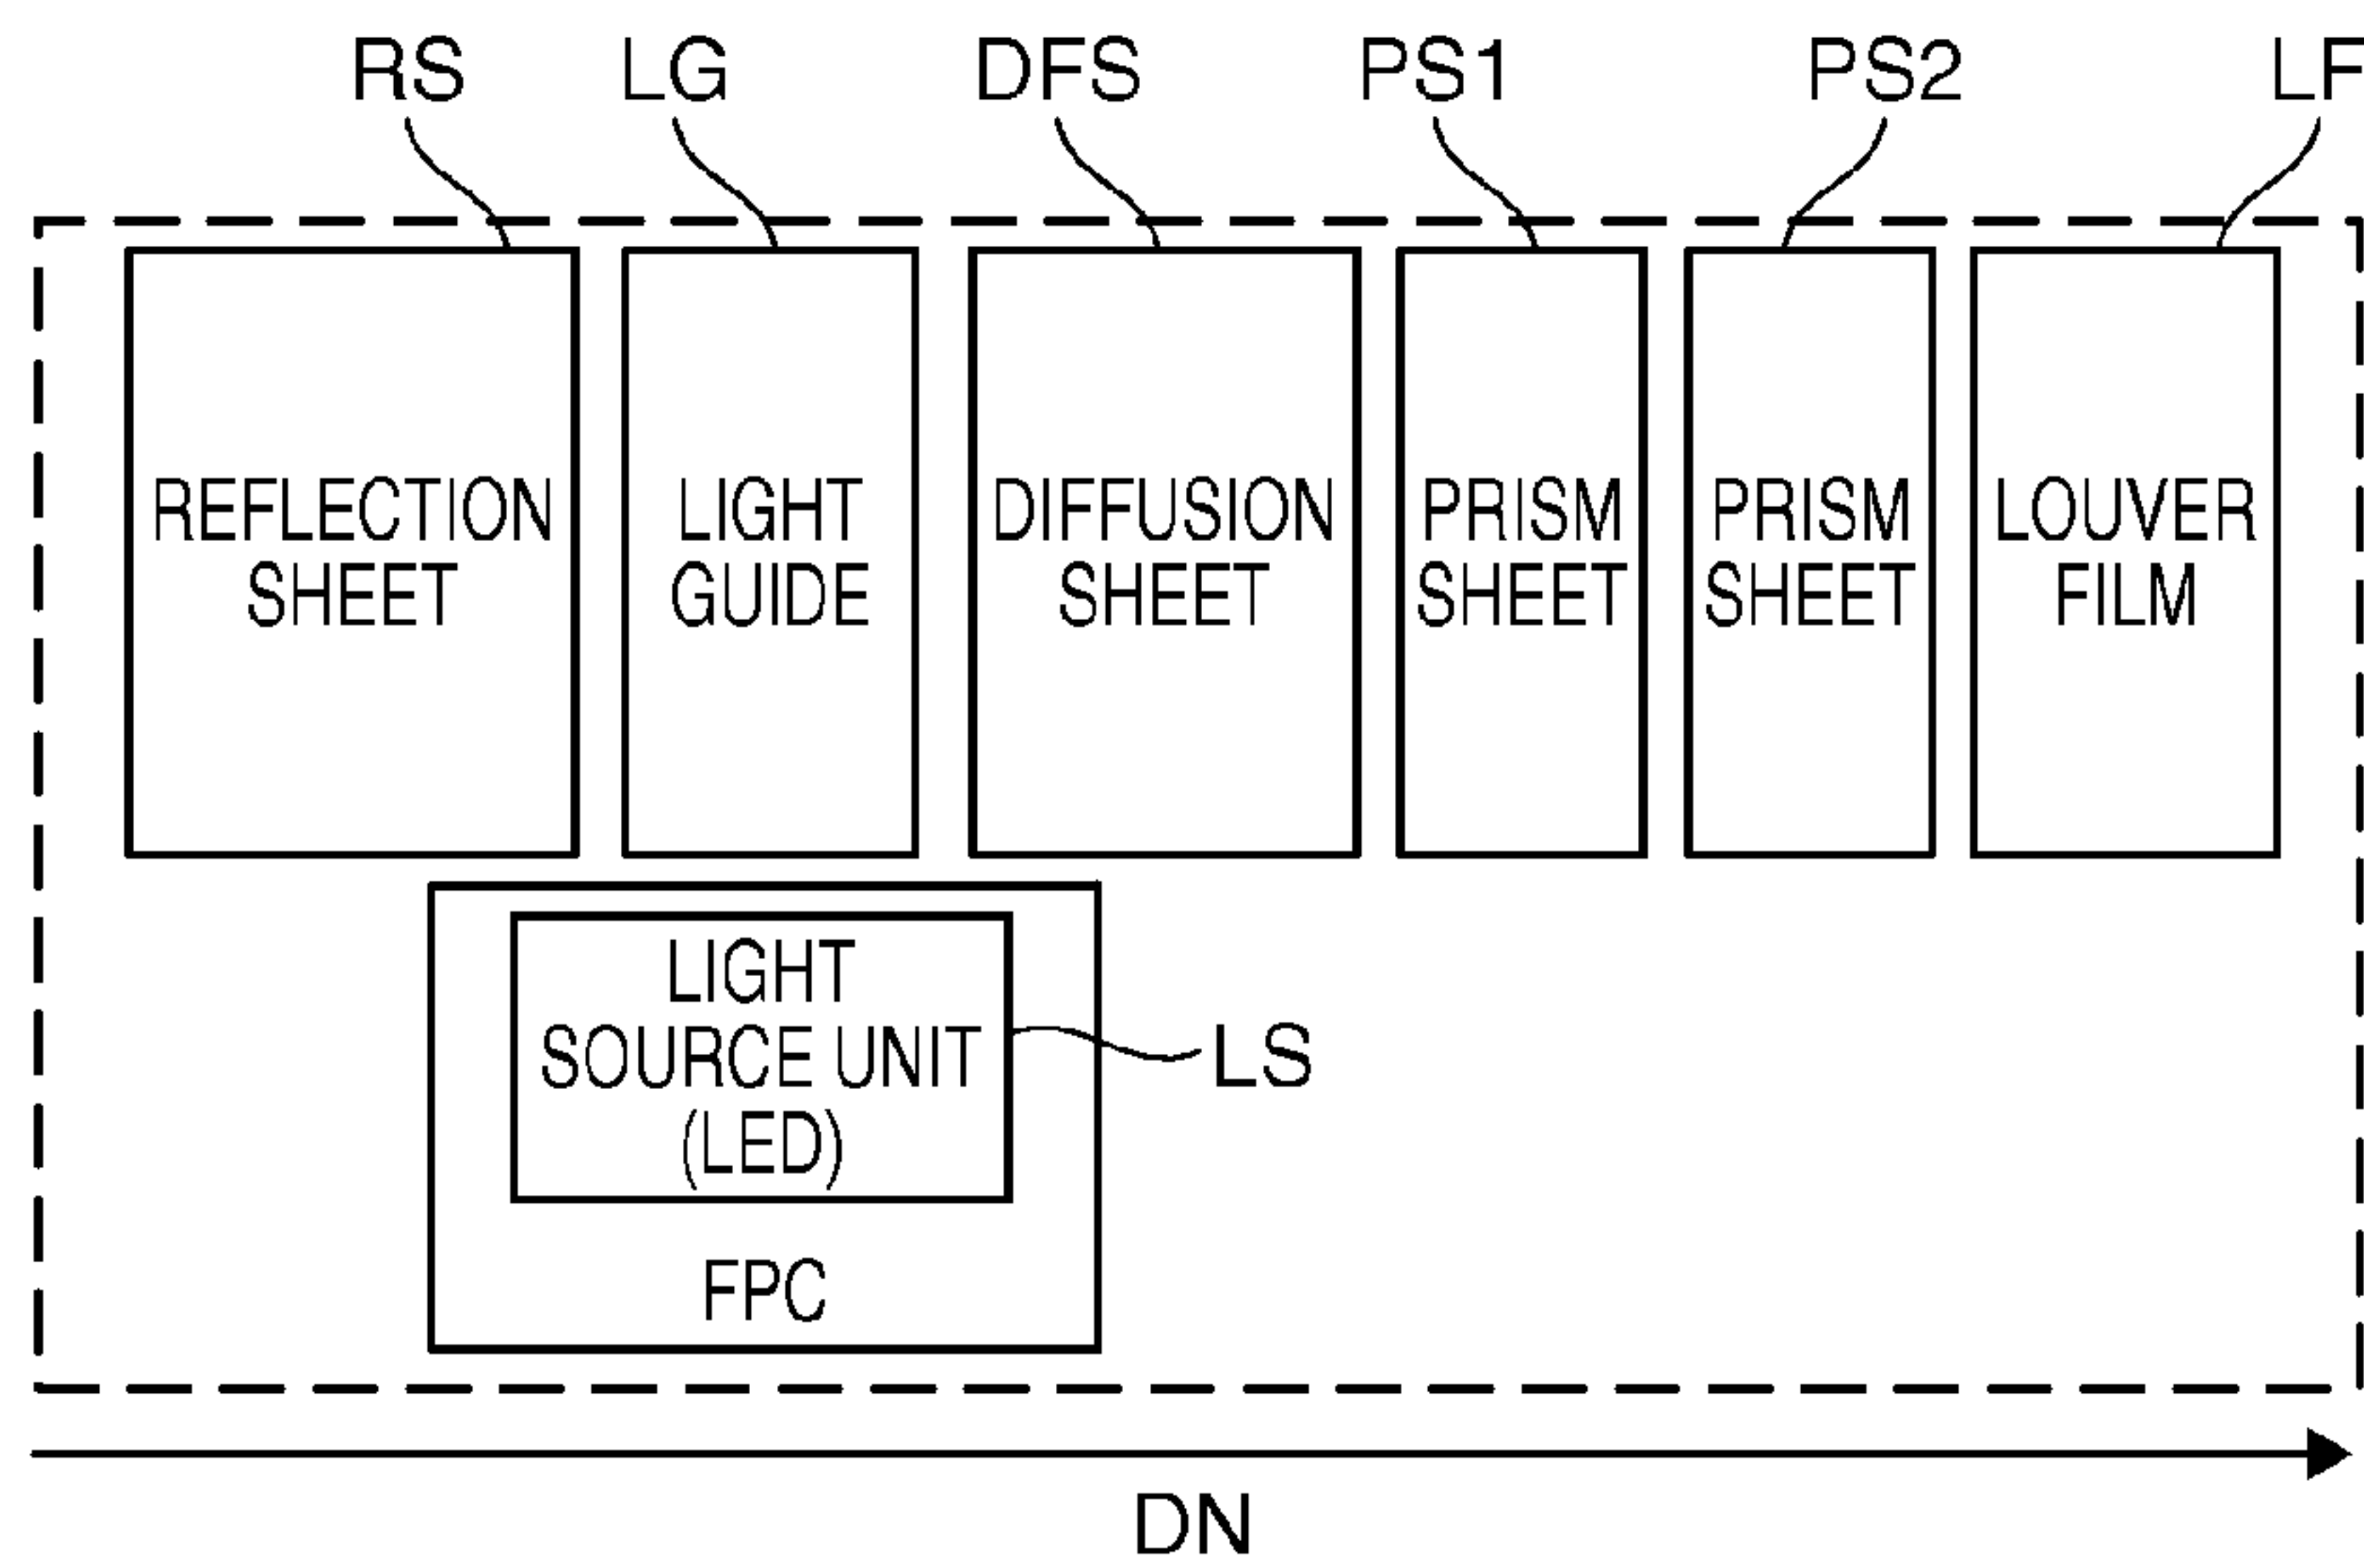 RS LG DFS PS1 PS2 LF
REFLECTION
SHEET
LIGHT
GUIDE
DIFFUSION
SHEET
PRISM
SHEET
PRISM
SHEET
LOUVER
FILM
LIGHT
SOURCE UNIT
(LED)
LS
FPC
DN